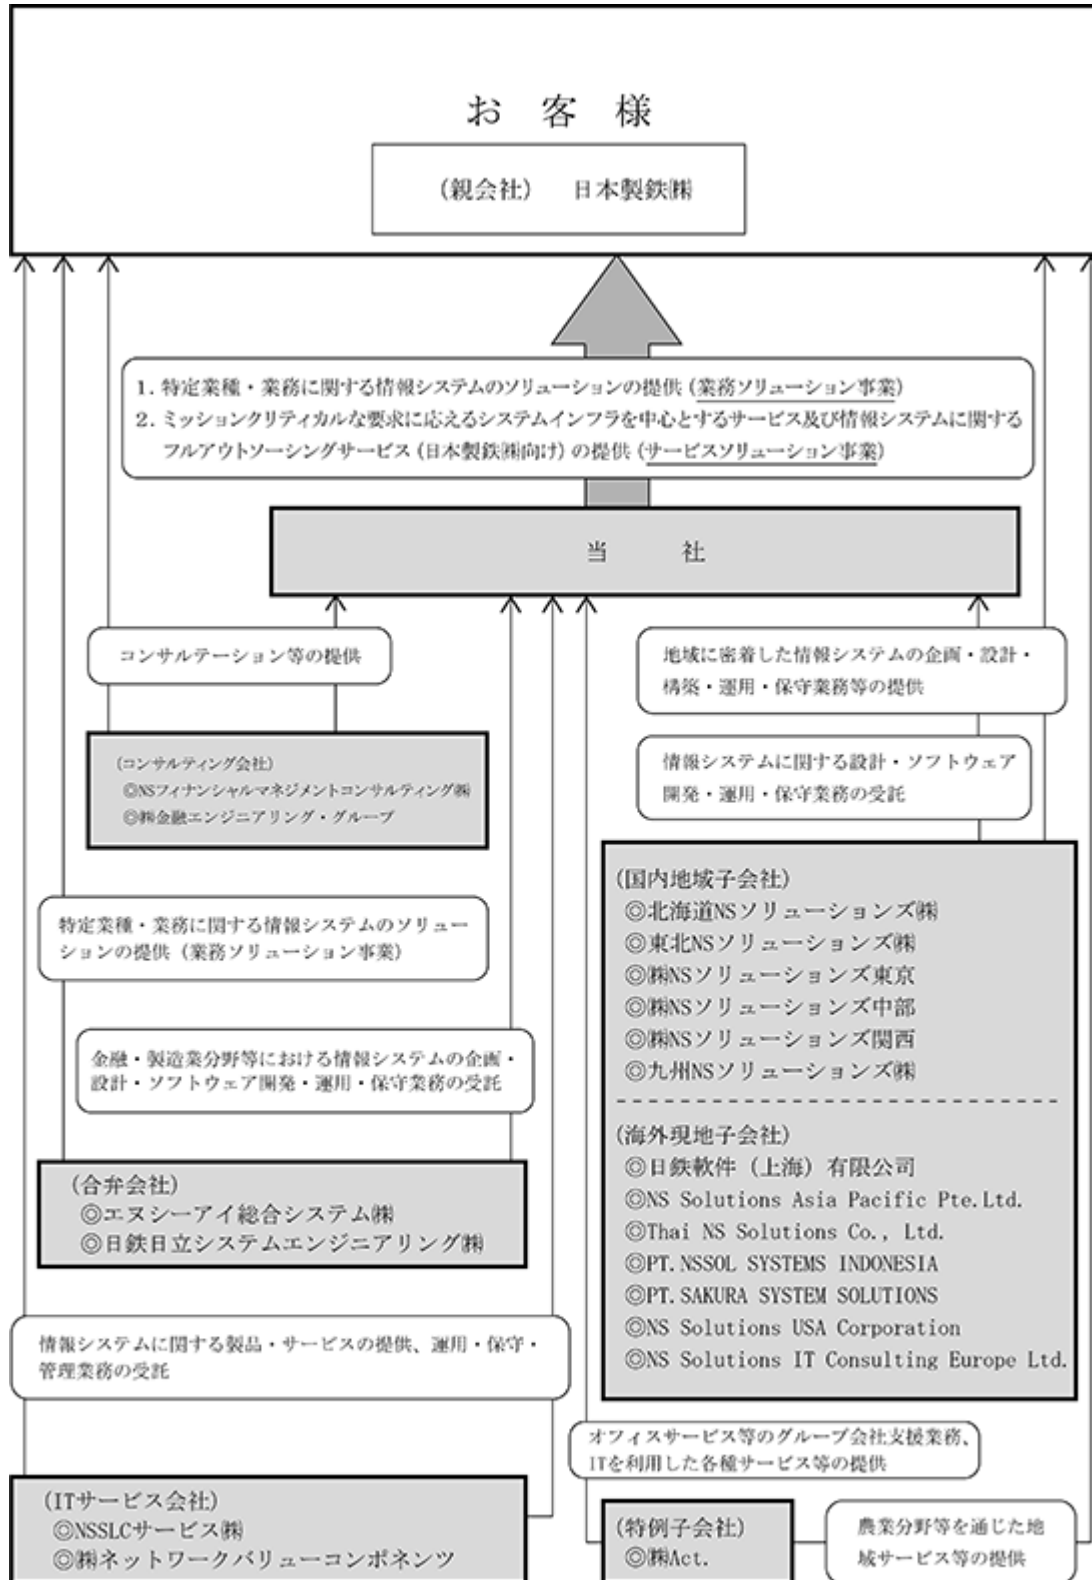 お 客 様
(親会社) 日本製鉄㈱
1. 特定業種・業務に関する情報システムのソリューションの提供 (業務ソリューション事業)
2. ミッションクリティカルな要求に応えるシステムインフラを中心とするサービス及び情報システムに関する
フルアウトソーシングサービス (日本製鉄㈱向け) の提供 (サービスソリューション事業)
当 社
コンサルテーション等の提供
(コンサルティング会社)
◎NSフィナンシャルマネジメントコンサルティング㈱
◎㈱金融エンジニアリング・グループ
特定業種・業務に関する情報システムのソリュー
ションの提供 (業務ソリューション事業)
金融・製造業分野等における情報システムの企画・
設計・ソフトウェア開発・運用・保守業務の受託
(合弁会社)
◎エヌシーアイ総合システム㈱
◎日鉄日立システムエンジニアリング㈱
情報システムに関する製品・サービスの提供、運用・保守・
管理業務の受託
(ITサービス会社)
◎NSSLCサービス㈱
◎㈱ネットワークバリューコンポネンツ
地域に密着した情報システムの企画・設計・
構築・運用・保守業務等の提供
情報システムに関する設計・ソフトウェア
開発・運用・保守業務の受託
(国内地域子会社)
◎北海道NSソリューションズ㈱
◎東北NSソリューションズ㈱
◎㈱NSソリューションズ東京
◎㈱NSソリューションズ中部
◎㈱NSソリューションズ関西
◎九州NSソリューションズ㈱
(海外現地子会社)
◎日鉄軟件 (上海) 有限公司
◎NS Solutions Asia Pacific Pte.Ltd.
◎Thai NS Solutions Co., Ltd.
◎PT.NSSOL SYSTEMS INDONESIA
◎PT.SAKURA SYSTEM SOLUTIONS
◎NS Solutions USA Corporation
◎NS Solutions IT Consulting Europe Ltd.
オフィスサービス等のグループ会社支援業務、
ITを利用した各種サービス等の提供
(特例子会社)
◎㈱Act.
農業分野等を通じた地
域サービス等の提供